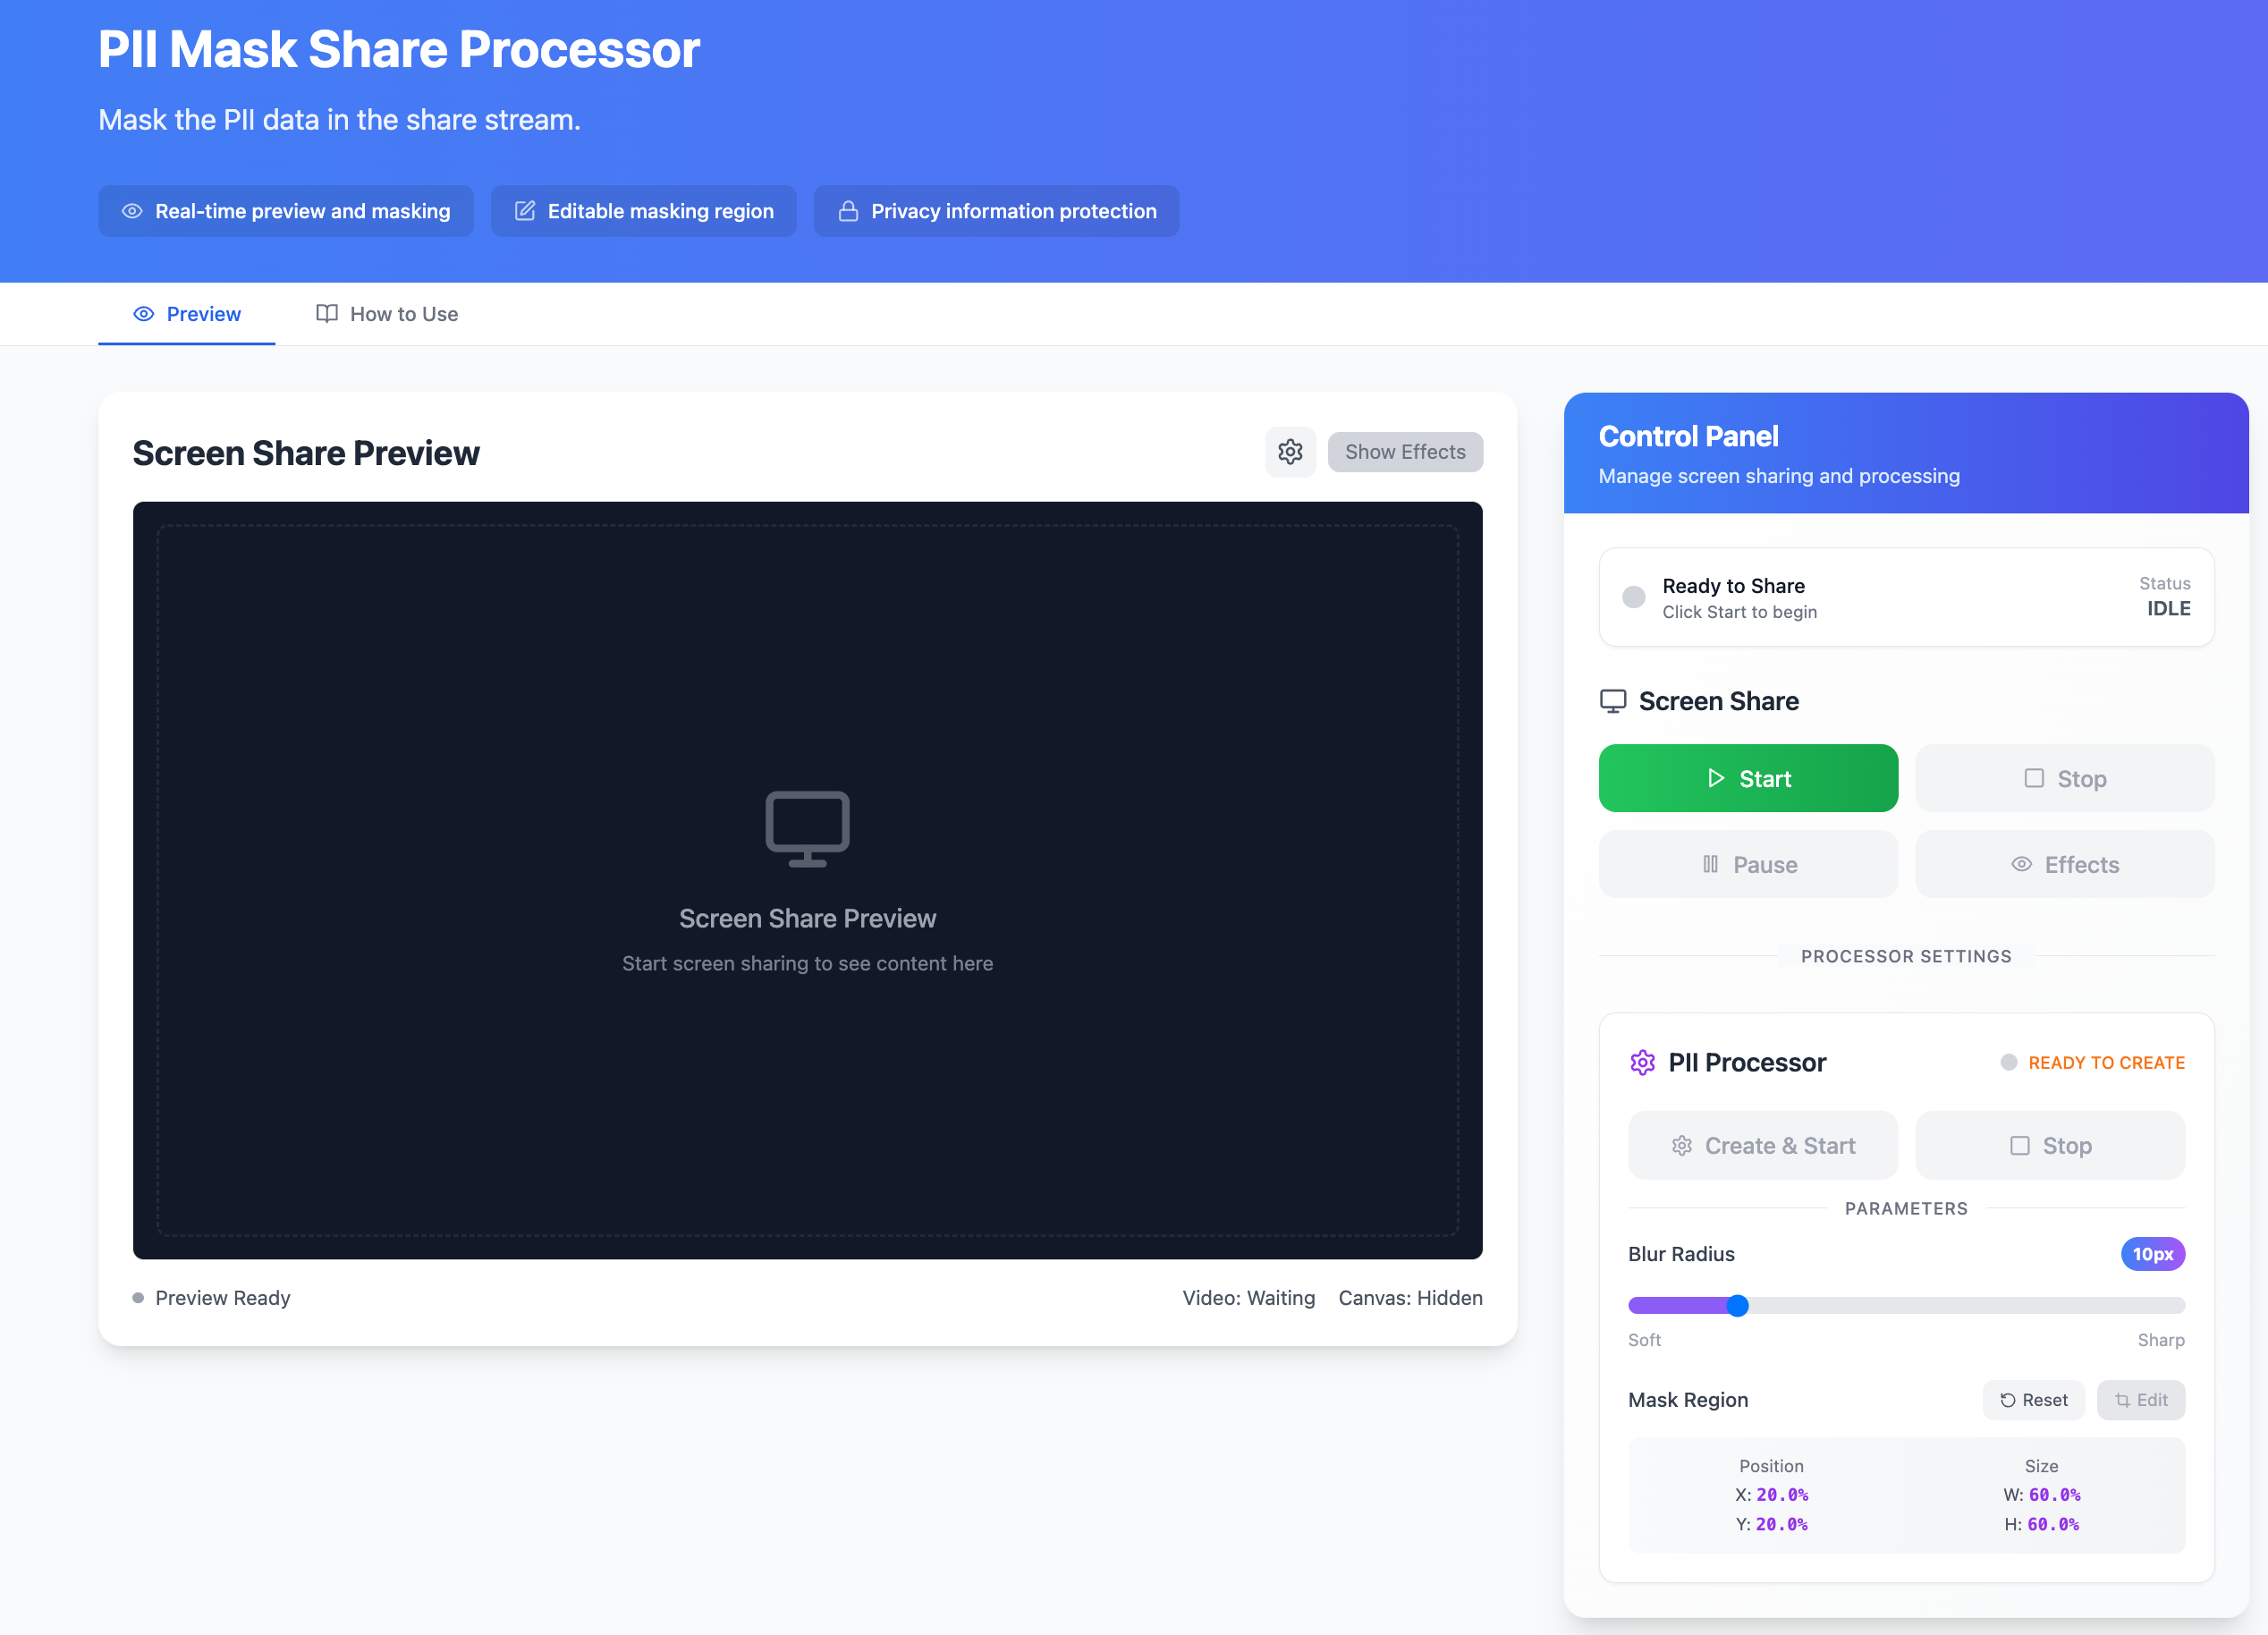 PII Mask Share Processor
Mask the PII data in the share stream.
Real-time preview and masking
Editable masking region
Privacy information protection
Preview
How to Use
Screen Share Preview
Show Effects
Screen Share Preview
Start screen sharing to see content here
Preview Ready
Video: Waiting
Canvas: Hidden
Control Panel
Manage screen sharing and processing
Ready to Share
Click Start to begin
Status
IDLE
Screen Share
Start
Stop
Pause
Effects
PROCESSOR SETTINGS
PII Processor
READY TO CREATE
Create & Start
Stop
PARAMETERS
Blur Radius
10px
Soft
Sharp
Mask Region
Reset
Edit
Position
X: 20.0%
Y: 20.0%
Size
W: 60.0%
H: 60.0%